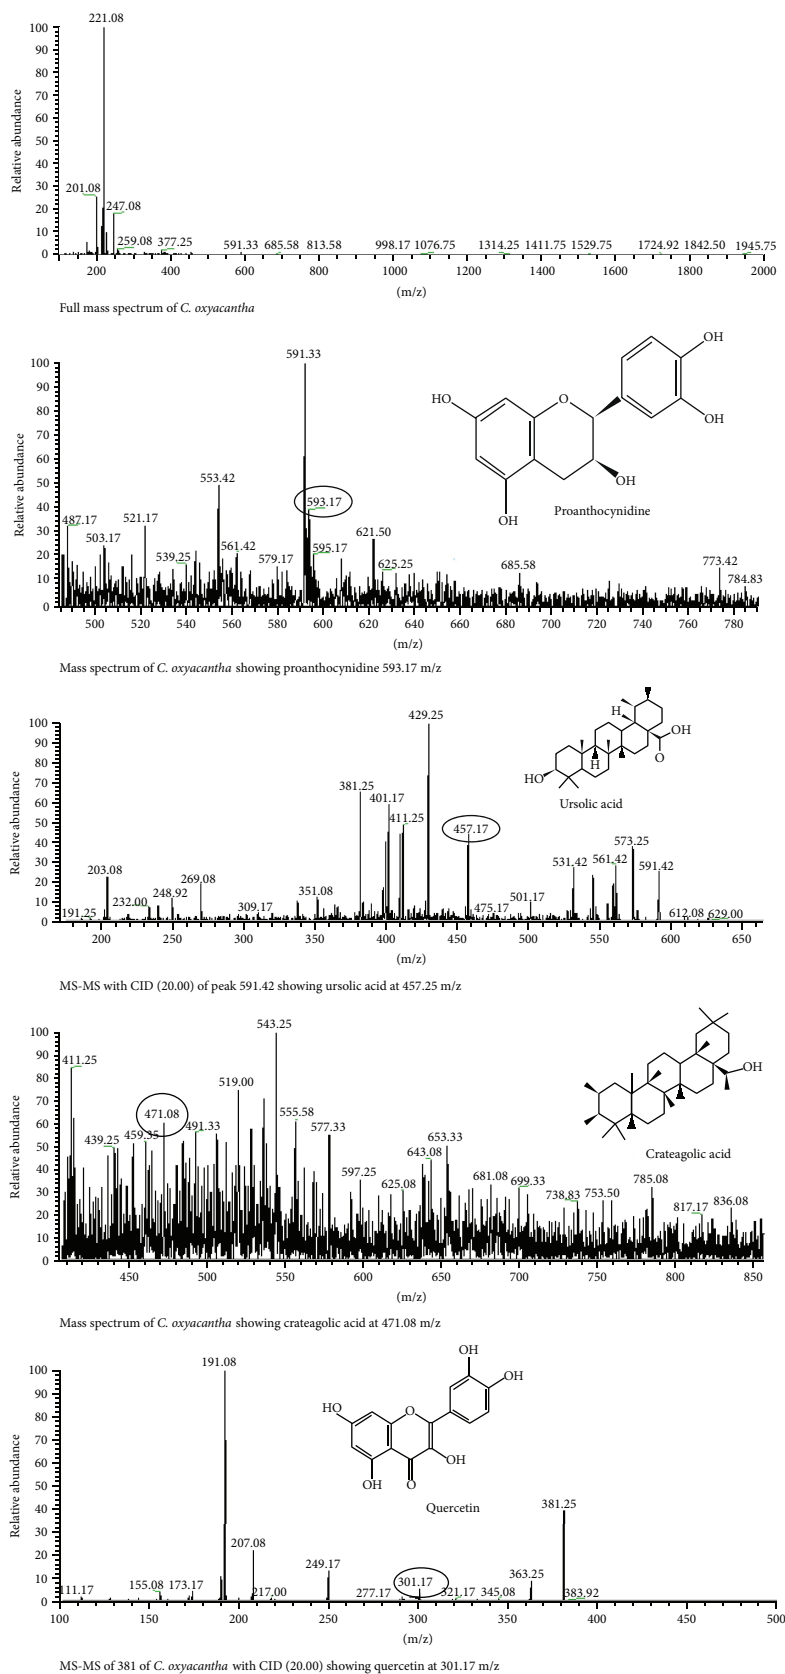 221.08
100
90
80
70
60
50
40
30
20
10
0
Relative abundance
201.08
247.08
259.08 377.25 591.33 685.58 813.58 998.17 1076.75 1314.25 1411.75 1529.75 1724.92 1842.50 1945.75
200 400 600 800 1000 1200 1400 1600 1800 2000
(m/z)
Full mass spectrum of C. oxyacantha
591.33
100
90
80
70
60
50
40
30
20
10
0
Relative abundance
487.17
503.17
521.17
539.25
553.42
561.42
579.17
593.17
595.17
621.50
625.25
685.58
773.42
784.83
OH
HO
O
OH
OH
OH
Proanthocynidine
500 520 540 560 580 600 620 640 660 680 700 720 740 760 780
(m/z)
Mass spectrum of C. oxyacantha showing proanthocynidine 593.17 m/z
429.25
100
90
80
70
60
50
40
30
20
10
0
Relative abundance
191.25
203.08
232.00
248.92
269.08
309.17
351.08
381.25
401.17
411.25
457.17
475.17
501.17
531.42
561.42
573.25
591.42
612.08
629.00
H
OH
O
H
HO
Ursolic acid
200 250 300 350 400 450 500 550 600 650
(m/z)
MS-MS with CID (20.00) of peak 591.42 showing ursolic acid at 457.25 m/z
543.25
100
90
80
70
60
50
40
30
20
10
0
Relative abundance
411.25
439.25
459.35
471.08
491.33
519.00
555.58
577.33
597.25
625.08
643.08
653.33
681.08
699.33
738.83
753.50
785.08
817.17
836.08
OH
Crateagolic acid
450 500 550 600 650 700 750 800 850
(m/z)
Mass spectrum of C. oxyacantha showing crateagolic acid at 471.08 m/z
191.08
100
90
80
70
60
50
40
30
20
10
0
Relative abundance
111.17
155.08
173.17
207.08
217.00
249.17
277.17
301.17
321.17
345.08
363.25
381.25
383.92
OH
OH
HO
O
OH
OH
O
Quercetin
100 150 200 250 300 350 400 450 500
(m/z)
MS-MS of 381 of C. oxyacantha with CID (20.00) showing quercetin at 301.17 m/z